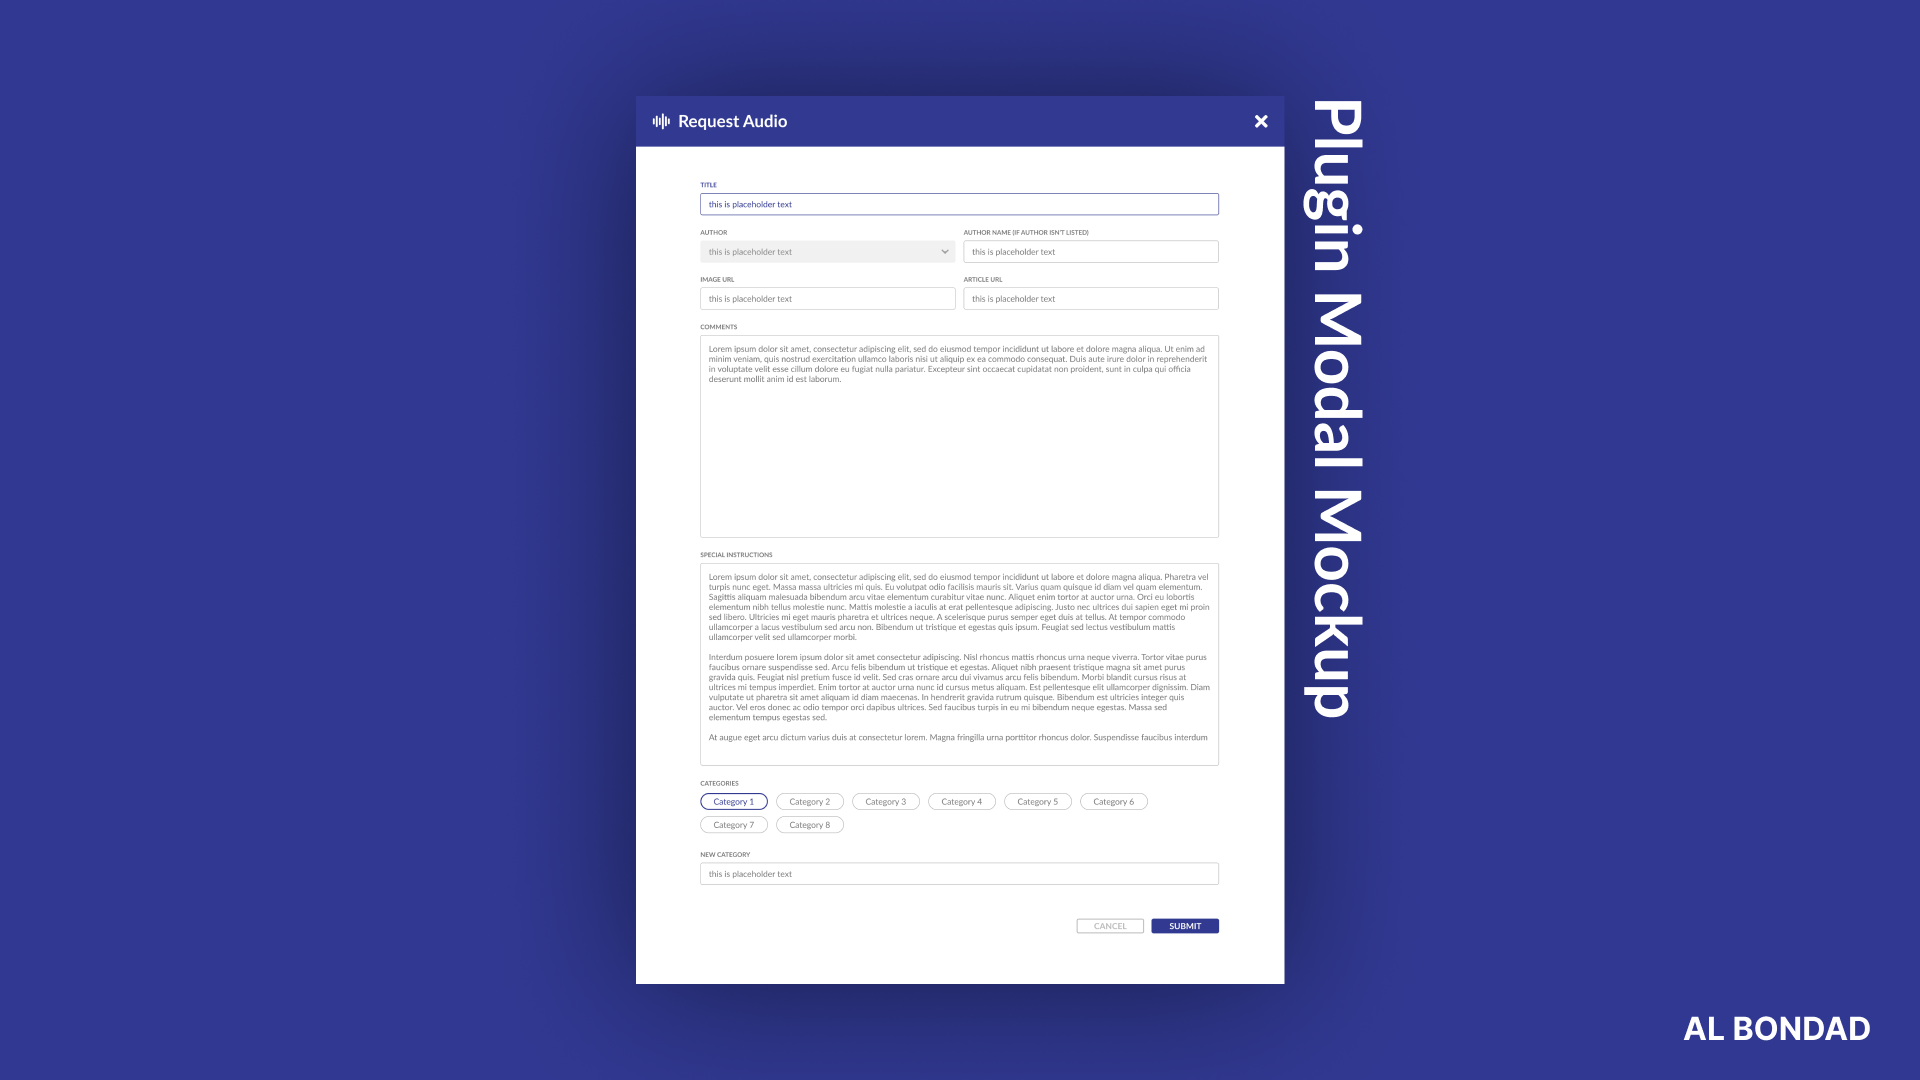 Request Audio
TITLE
this is placeholder text
AUTHOR
this is placeholder text
AUTHOR NAME (IF AUTHOR ISN'T LISTED)
this is placeholder text
IMAGE URL
this is placeholder text
ARTICLE URL
this is placeholder text
COMMENTS
Lorem ipsum dolor sit amet, consectetur adipiscing elit, sed do eiusmod tempor incididunt ut labore et dolore magna aliqua. Ut enim ad
minim veniam, quis nostrud exercitation ullamco laboris nisi ut aliquip ex ea commodo consequat. Duis aute irure dolor in reprehenderit
in voluptate velit esse cillum dolore eu fugiat nulla pariatur. Excepteur sint occaecat cupidatat non proident, sunt in culpa qui officia
deserunt mollit anim id est laborum.
SPECIAL INSTRUCTIONS
Lorem ipsum dolor sit amet, consectetur adipiscing elit, sed do eiusmod tempor incididunt ut labore et dolore magna aliqua. Pharetra vel
turpis nunc eget. Massa massa ultricies mi quis. Eu volutpat odio facilisis mauris sit. Varius quam quisque id diam vel quam elementum.
Sagittis aliquam malesuada bibendum arcu vitae elementum curabitur vitae nunc. Aliquet enim tortor at auctor urna. Orci eu lobortis
elementum nibh tellus molestie nunc. Mattis molestie a iaculis at erat pellentesque adipiscing. Justo nec ultrices dui sapien eget mi proin
sed libero. Ultricies mi eget mauris pharetra et ultrices neque. A scelerisque purus semper eget duis at tellus. At tempor commodo
ullamcorper a lacus vestibulum sed arcu non. Bibendum ut tristique et egestas quis ipsum. Feugiat sed lectus vestibulum mattis
ullamcorper velit sed ullamcorper morbi.
Interdum posuere lorem ipsum dolor sit amet consectetur adipiscing. Nisl rhoncus mattis rhoncus urna neque viverra. Tortor vitae purus
faucibus ornare suspendisse sed. Arcu felis bibendum ut tristique et egestas. Aliquet nibh praesent tristique magna sit amet purus
gravida quis. Feugiat nisl pretium fusce id velit. Sed cras ornare arcu dui vivamus arcu felis bibendum. Morbi blandit cursus risus at
ultrices mi tempus imperdiet. Enim tortor at auctor urna nunc id cursus metus aliquam. Est pellentesque elit ullamcorper dignissim. Diam
vulputate ut pharetra sit amet aliquam id diam maecenas. In hendrerit gravida rutrum quisque. Bibendum est ultricies integer quis
auctor. Vel eros donec ac odio tempor orci dapibus ultrices. Sed faucibus turpis in eu mi bibendum neque egestas. Massa sed
elementum tempus egestas sed.
At augue eget arcu dictum varius duis at consectetur lorem. Magna fringilla urna porttitor rhoncus dolor. Suspendisse faucibus interdum
CATEGORIES
Category 1
Category 2
Category 3
Category 4
Category 5
Category 6
Category 7
Category 8
NEW CATEGORY
this is placeholder text
CANCEL
SUBMIT
Plugin Modal Mockup
AL BONDAD